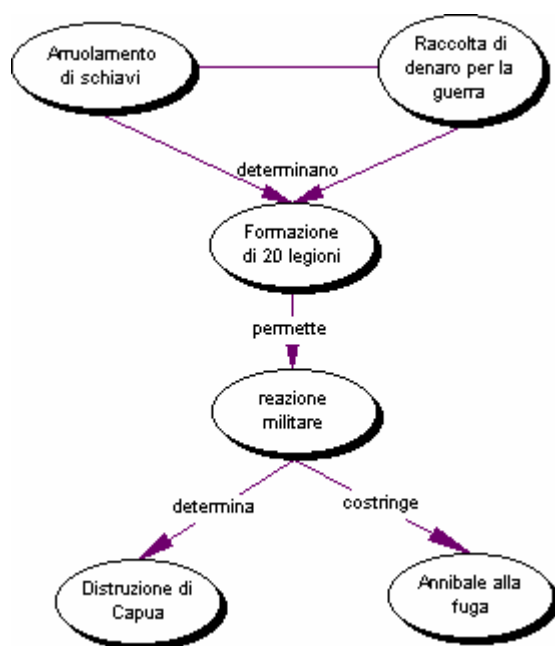 Arruolamento
di schiavi
Raccolta di
denaro per la
guerra
determinano
Formazione
di 20 legioni
permette
reazione
militare
determina
costringe
Distruzione di
Capua
Annibale alla
fuga